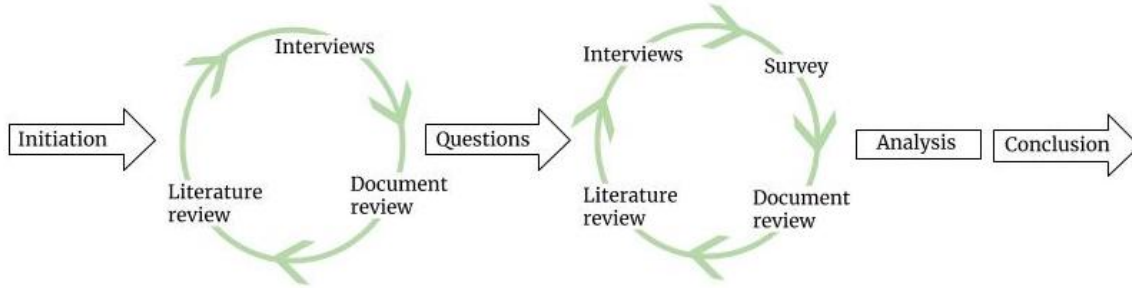 Initiation
Interviews
Document
review
Literature
review
Questions
Interviews
Survey
Document
review
Literature
review
Analysis
Conclusion